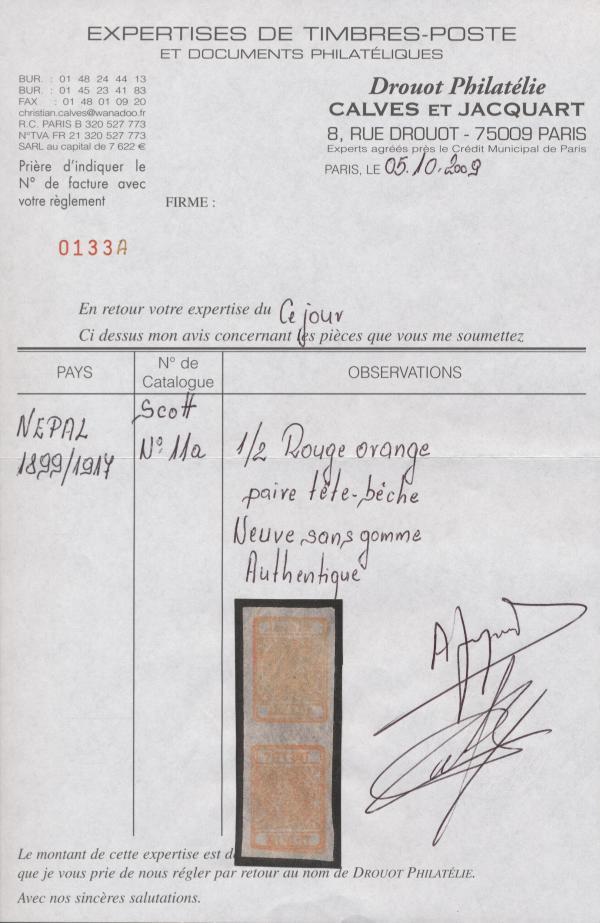 EXPERTISES DE TIMBRES-POSTE
ET DOCUMENTS PHILATÉLIQUES
BUR. : 01 48 24 44 13
BUR. : 01 45 23 41 83
FAX : 01 48 01 09 20
christian.calves@wanadoo.fr
R.C. PARIS B 320 527 773
N°TVA FR 21 320 527 773
SARL au capital de 7 622 €
Prière d'indiquer le
N° de facture avec
votre règlement
Drouot Philatélie
CALVES ET JACQUART
8, RUE DROUOT - 75009 PARIS
Experts agréés près le Crédit Municipal de Paris
PARIS, LE 05.10.2009
FIRME :
0133A
En retour votre expertise du Ce jour
Ci dessus mon avis concernant les pièces que vous me soumettez
PAYS
N° de
Catalogue
OBSERVATIONS
NEPAL
1899/1917
Scott
N° 11a
1/2 Rouge orange
paire tête-bêche
Neuve sans gomme
Authentique
Le montant de cette expertise est d
que je vous prie de nous régler par retour au nom de DROUOT PHILATÉLIE.
Avec nos sincères salutations.